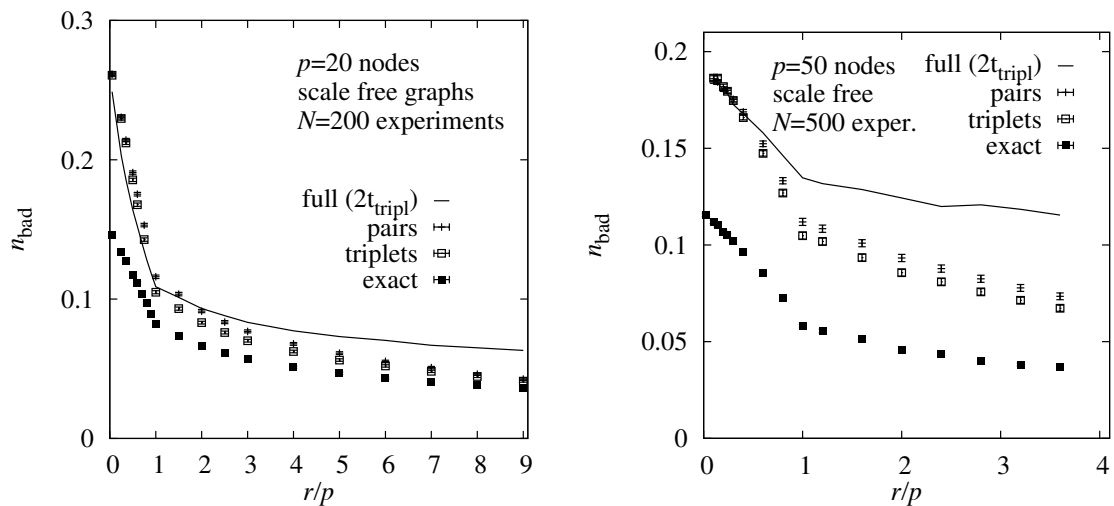 0.3
0.2
0.1
0
n_bad
p=20 nodes
scale free graphs
N=200 experiments
full (2t_tripl)
pairs
triplets
exact
0 1 2 3 4 5 6 7 8 9
r/p
0.2
0.15
0.1
0.05
0
n_bad
p=50 nodes
scale free
N=500 exper.
full (2t_tripl)
pairs
triplets
exact
0 1 2 3 4
r/p